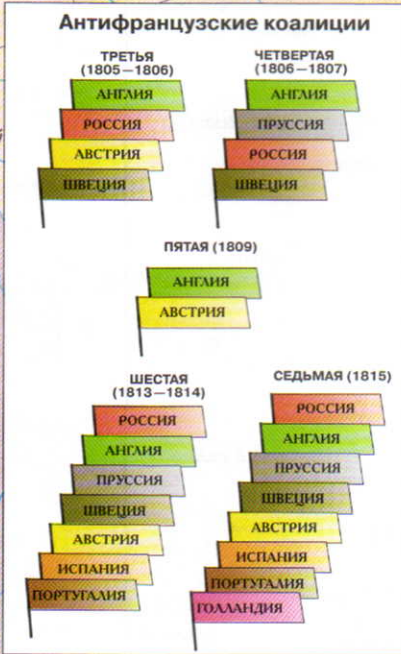 Антифранцузские коалиции
ТРЕТЬЯ
(1805—1806)
АНГЛИЯ
РОССИЯ
АВСТРИЯ
ШВЕЦИЯ
ЧЕТВЕРТАЯ
(1806—1807)
АНГЛИЯ
ПРУССИЯ
РОССИЯ
ШВЕЦИЯ
ПЯТАЯ (1809)
АНГЛИЯ
АВСТРИЯ
ШЕСТАЯ
(1813—1814)
РОССИЯ
АНГЛИЯ
ПРУССИЯ
ШВЕЦИЯ
АВСТРИЯ
ИСПАНИЯ
ПОРТУГАЛИЯ
СЕДЬМАЯ (1815)
РОССИЯ
АНГЛИЯ
ПРУССИЯ
ШВЕЦИЯ
АВСТРИЯ
ИСПАНИЯ
ПОРТУГАЛИЯ
ГОЛЛАНДИЯ